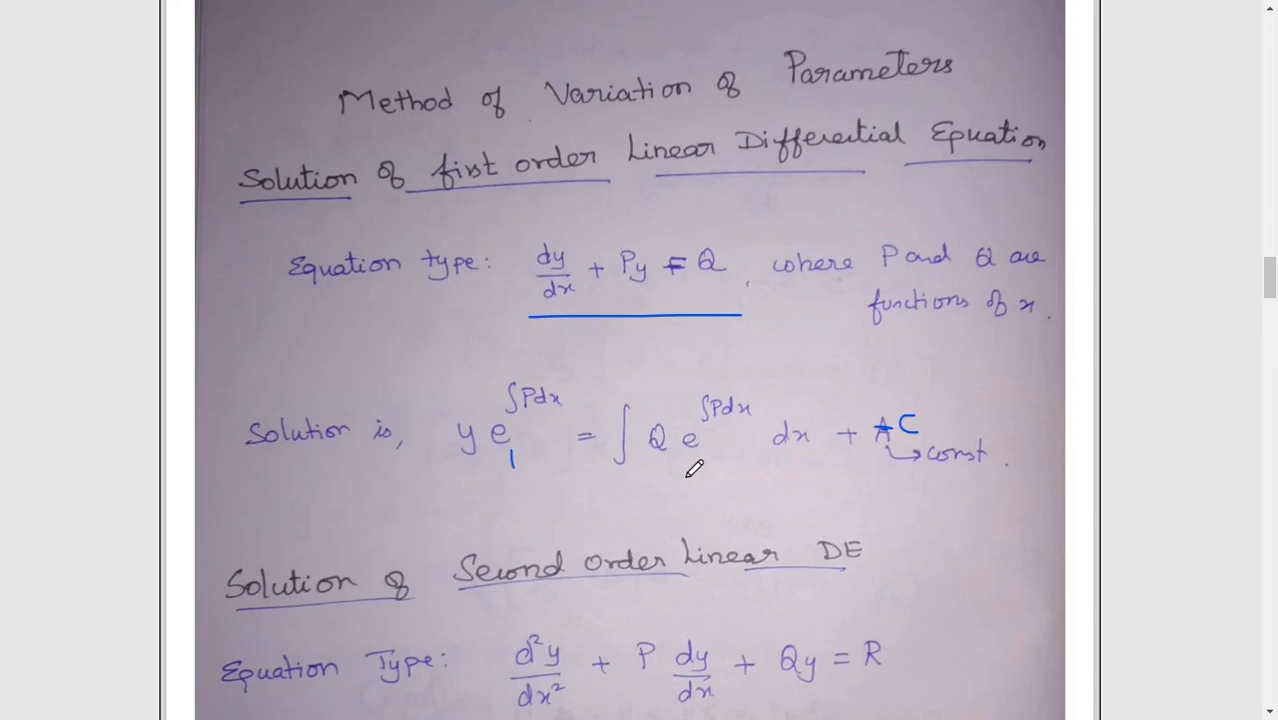 Method of Variation of Parameters
Solution of first order Linear Differential Equation
Equation type: dy/dx + Py = Q, where P and Q are
functions of x.
Solution is, y e^∫Pdx = ∫ Q e^∫Pdx dx + A C
↳ const.
Solution of Second Order Linear DE
Equation Type: d²y/dx² + P dy/dx + Qy = R